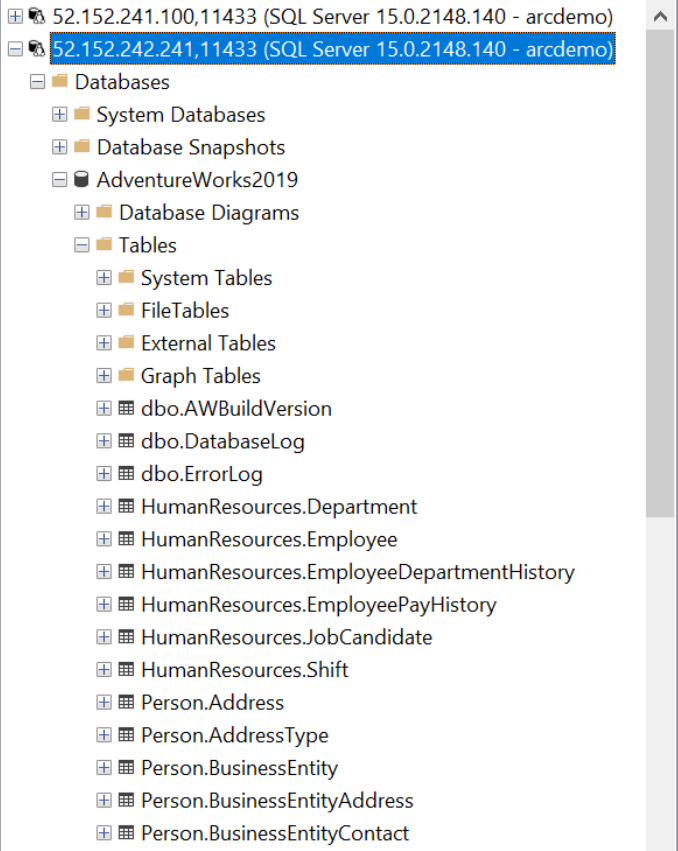 52.152.241.100,11433 (SQL Server 15.0.2148.140 - arcdemo)
52.152.242.241,11433 (SQL Server 15.0.2148.140 - arcdemo)
Databases
System Databases
Database Snapshots
AdventureWorks2019
Database Diagrams
Tables
System Tables
FileTables
External Tables
Graph Tables
dbo.AWBuildVersion
dbo.DatabaseLog
dbo.ErrorLog
HumanResources.Department
HumanResources.Employee
HumanResources.EmployeeDepartmentHistory
HumanResources.EmployeePayHistory
HumanResources.JobCandidate
HumanResources.Shift
Person.Address
Person.AddressType
Person.BusinessEntity
Person.BusinessEntityAddress
Person.BusinessEntityContact